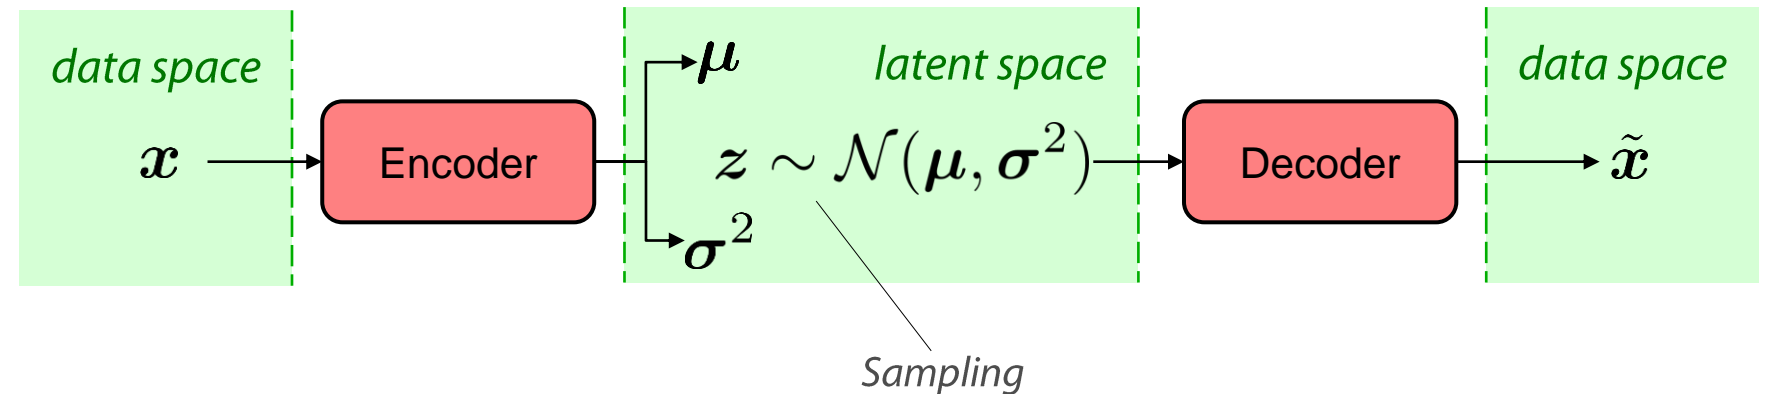 data space
x
Encoder
μ
latent space
z ∼ 𝒩(μ, σ²)
σ²
Sampling
Decoder
data space
x̃